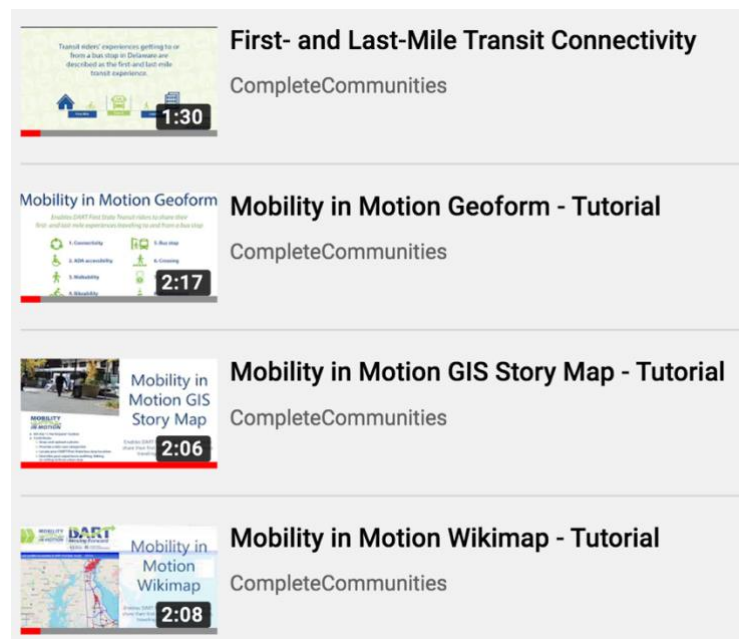 Transit riders' experiences getting to or
from a bus stop in Delaware are
described as the first-and last-mile
transit experience.
1:30
First- and Last-Mile Transit Connectivity
CompleteCommunities
Mobility in Motion Geoform
Enables DART First State Transit riders to share their
first- and last-mile experiences traveling to and from a bus stop
1. Connectivity
5. Bus stop
2. ADA accessibility
6. Crossing
3. Walkability
4. Bikeability
2:17
Mobility in Motion Geoform - Tutorial
CompleteCommunities
Mobility in
Motion GIS
Story Map
MOBILITY
IN MOTION
2:06
Mobility in Motion GIS Story Map - Tutorial
CompleteCommunities
MOBILITY
IN MOTION
DART
Mobility in
Motion
Wikimap
2:08
Mobility in Motion Wikimap - Tutorial
CompleteCommunities